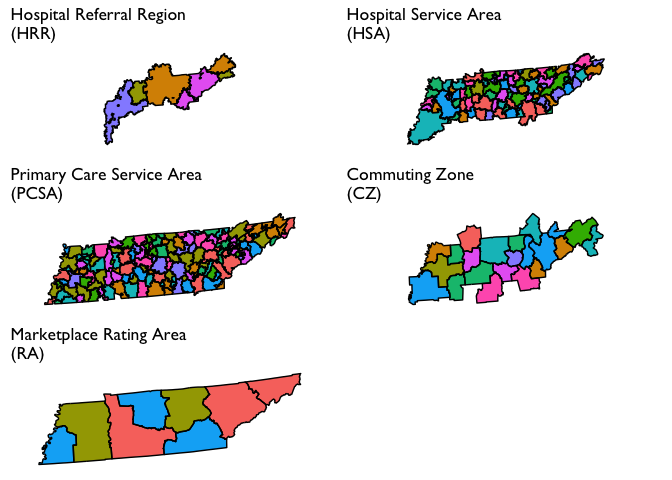 Hospital Referral Region
(HRR)
Hospital Service Area
(HSA)
Primary Care Service Area
(PCSA)
Commuting Zone
(CZ)
Marketplace Rating Area
(RA)